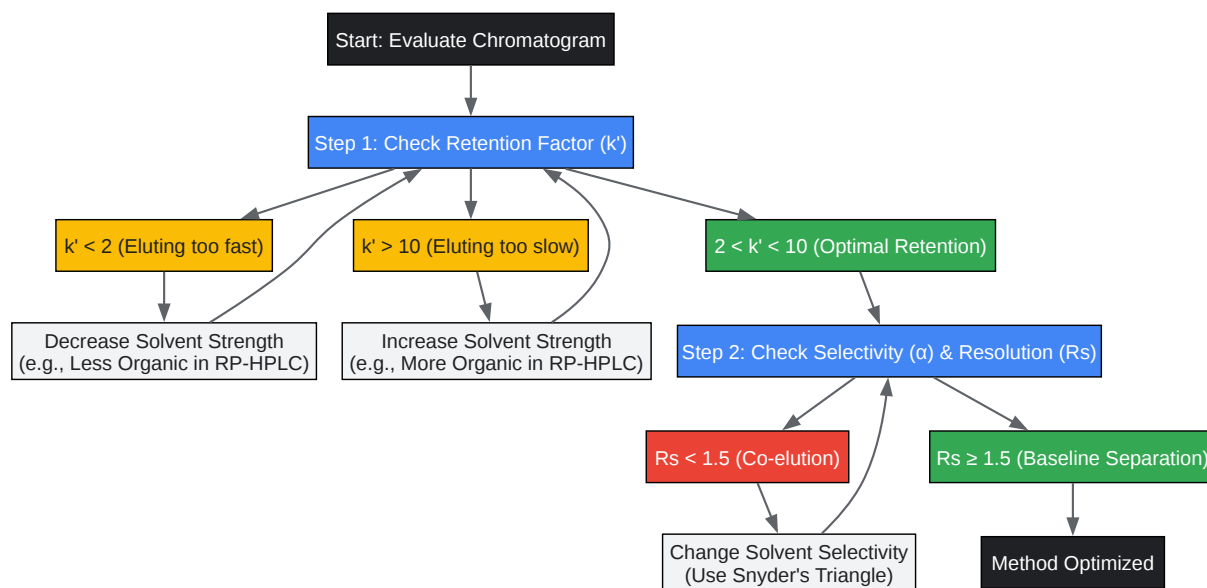 Start: Evaluate Chromatogram
Step 1: Check Retention Factor (k')
k' < 2 (Eluting too fast)
k' > 10 (Eluting too slow)
2 < k' < 10 (Optimal Retention)
Decrease Solvent Strength
(e.g., Less Organic in RP-HPLC)
Increase Solvent Strength
(e.g., More Organic in RP-HPLC)
Step 2: Check Selectivity (α) & Resolution (Rs)
Rs < 1.5 (Co-elution)
Rs ≥ 1.5 (Baseline Separation)
Change Solvent Selectivity
(Use Snyder's Triangle)
Method Optimized